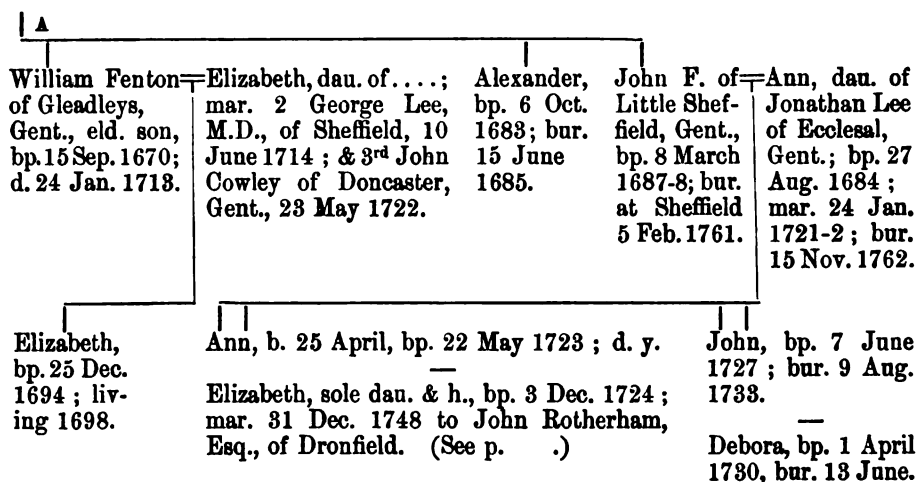 A
William Fenton=Elizabeth, dau. of....;
of Gleadleys,
Gent., eld. son,
bp. 15 Sep. 1670;
d. 24 Jan. 1713.
mar. 2 George Lee,
M.D., of Sheffield, 10
June 1714 ; & 3rd John
Cowley of Doncaster,
Gent., 23 May 1722.
Alexander,
bp. 6 Oct.
1683; bur.
15 June
1685.
John F. of=Ann, dau. of
Little Shef-
field, Gent.,
bp. 8 March
1687-8; bur.
at Sheffield
5 Feb. 1761.
Jonathan Lee
of Ecclesal,
Gent.; bp. 27
Aug. 1684 ;
mar. 24 Jan.
1721-2 ; bur.
15 Nov. 1762.
Elizabeth,
bp. 25 Dec.
1694 ; liv-
ing 1698.
Ann, b. 25 April, bp. 22 May 1723 ; d. y.
—
Elizabeth, sole dau. & h., bp. 3 Dec. 1724 ;
mar. 31 Dec. 1748 to John Rotherham,
Esq., of Dronfield. (See p. .)
John, bp. 7 June
1727 ; bur. 9 Aug.
1733.
—
Debora, bp. 1 April
1730, bur. 13 June.